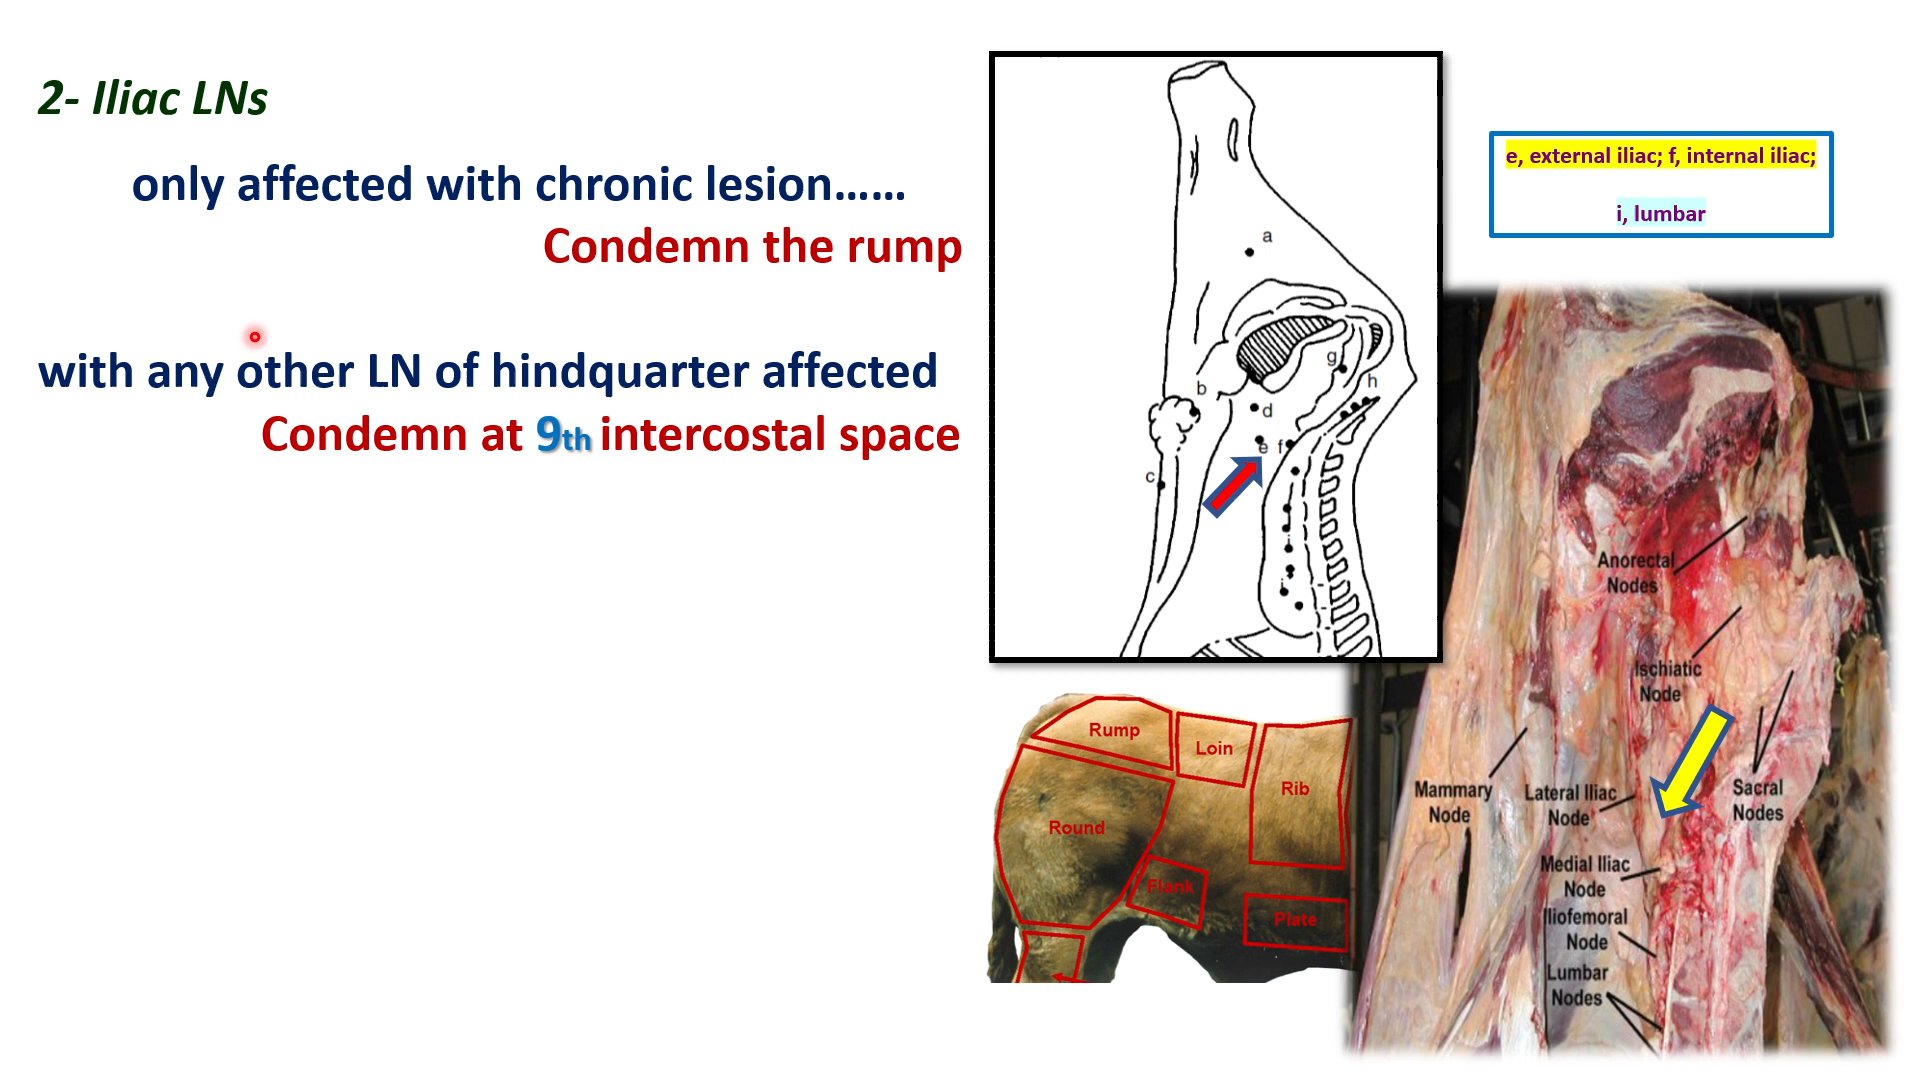 2- Iliac LNs
only affected with chronic lesion……
Condemn the rump
with any other LN of hindquarter affected
Condemn at 9th intercostal space
e, external iliac; f, internal iliac;
i, lumbar
a
g
h
b
d
e f
c
i
i
Rump
Loin
Rib
Round
Flank
Plate
Anorectal
Nodes
Ischiatic
Node
Mammary
Node
Lateral Iliac
Node
Sacral
Nodes
Medial Iliac
Node
Iliofemoral
Node
Lumbar
Nodes